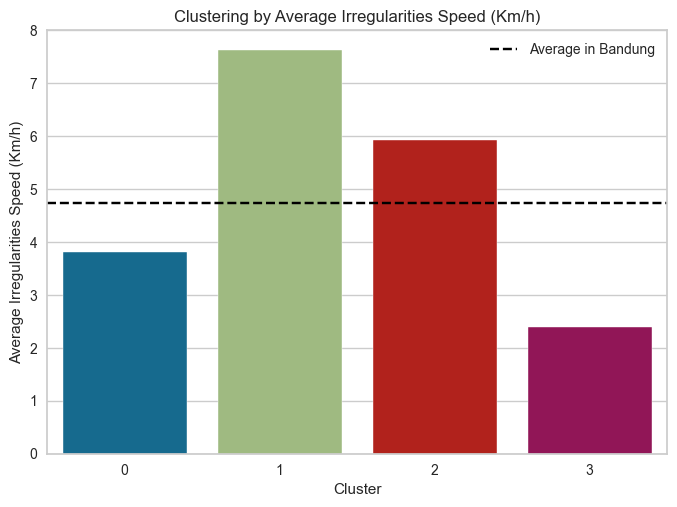 Clustering by Average Irregularities Speed (Km/h)
Average in Bandung
Average Irregularities Speed (Km/h)
8
7
6
5
4
3
2
1
0
0 1 2 3
Cluster